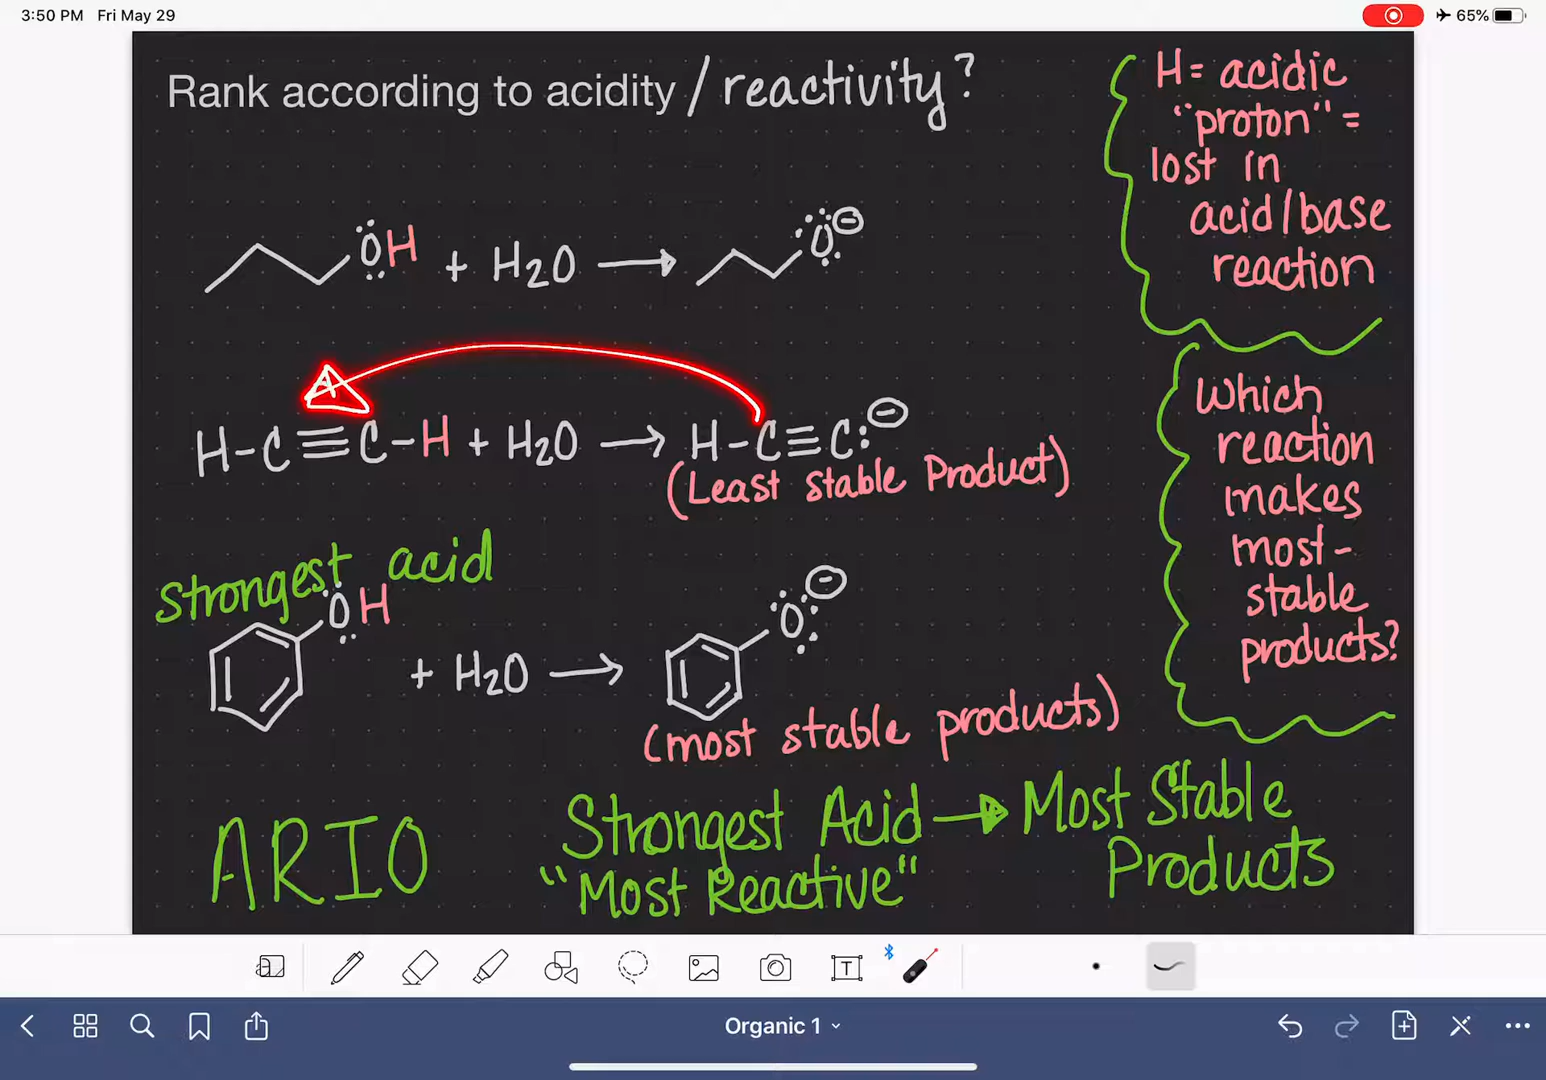 3:50 PM Fri May 29
65%
Rank according to acidity / reactivity?
H = acidic
"proton" =
lost in
acid/base
reaction
OH + H2O → O⊖
H-C≡C-H + H2O → H-C≡C:⊖
(Least stable Product)
Which
reaction
makes
most-
stable
products?
Strongest acid
OH
+ H2O → O⊖
(most stable products)
ARIO
Strongest Acid → Most Stable
"Most Reactive"
Products
T
Organic 1